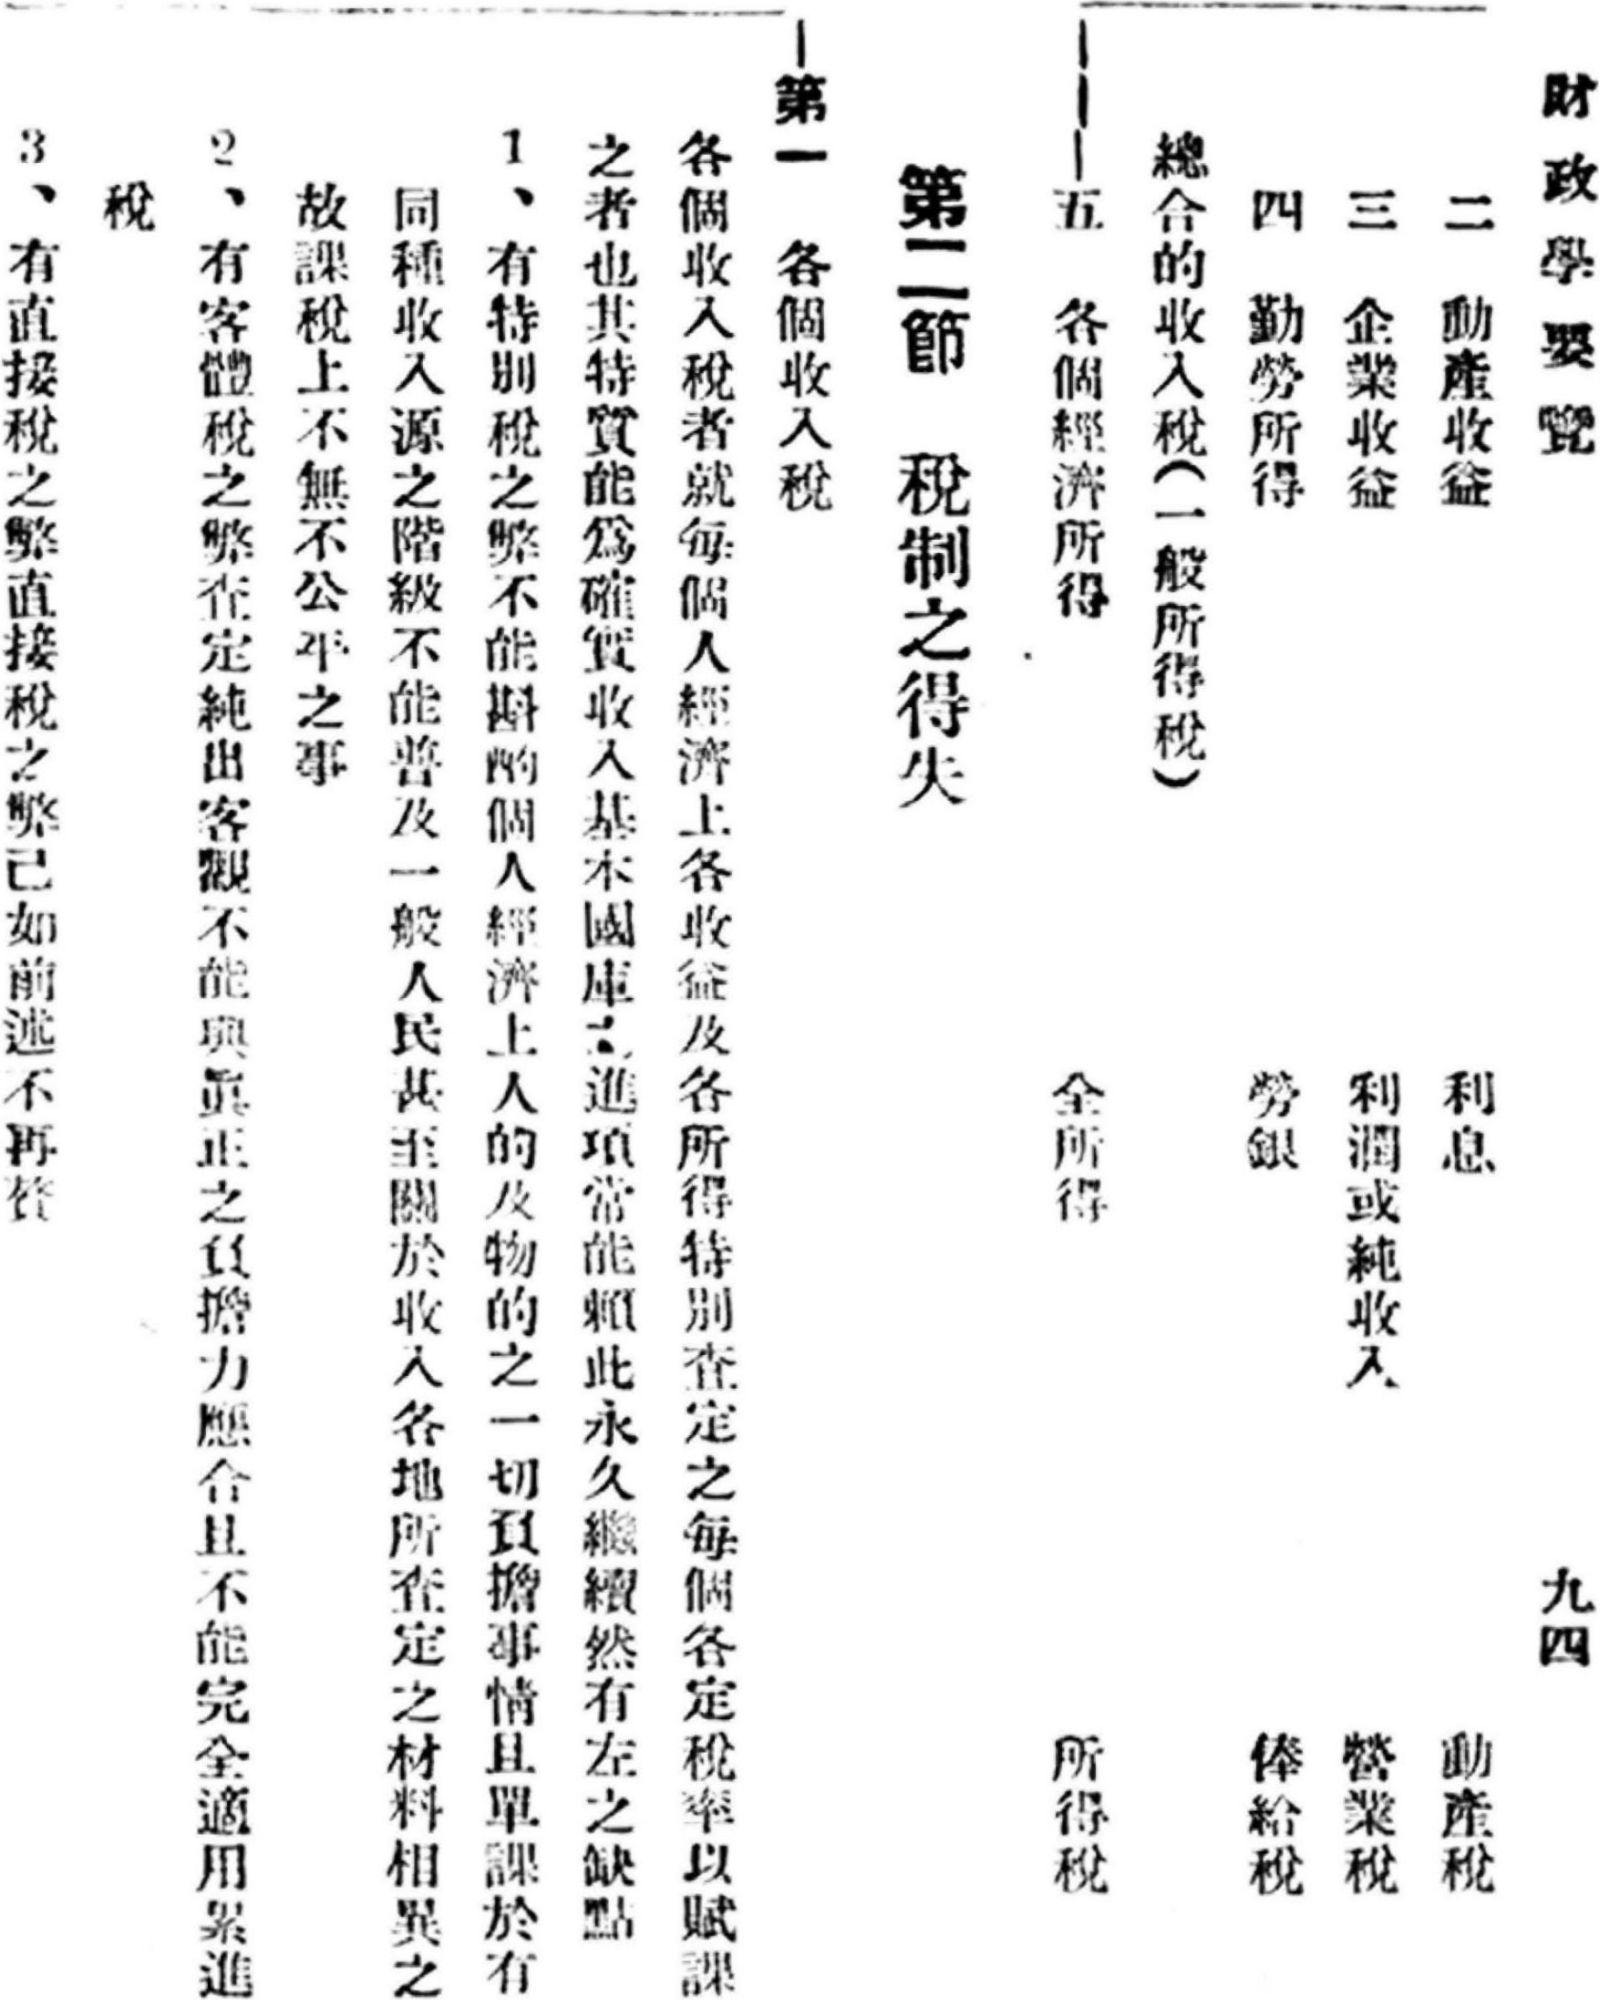 財政學要覽 九四
二 動產收益 利息 動產稅
三 企業收益 利潤或純收入 營業稅
四 勤勞所得 勞銀 俸給稅
總合的收入稅(一般所得稅)
五 各個經濟所得 全所得 所得稅
第二節 稅制之得失
第一 各個收入稅
各個收入稅者就每個人經濟上各收益及各所得特別查定之每個各定稅率以賦課
之者也其特質能爲確實收入基本國庫之進項常能賴此永久繼續然有左之缺點
1、有特別稅之弊不能斟酌個人經濟上人的及物的之一切負擔事情且單課於有
同種收入源之階級不能普及一般人民甚至關於收入各地所查定之材料相異之
故課稅上不無不公平之事
2、有客體稅之弊查定純出客觀不能與眞正之負擔力應合且不能完全適用累進
稅
3、有直接稅之弊直接稅之弊已如前述不再贅